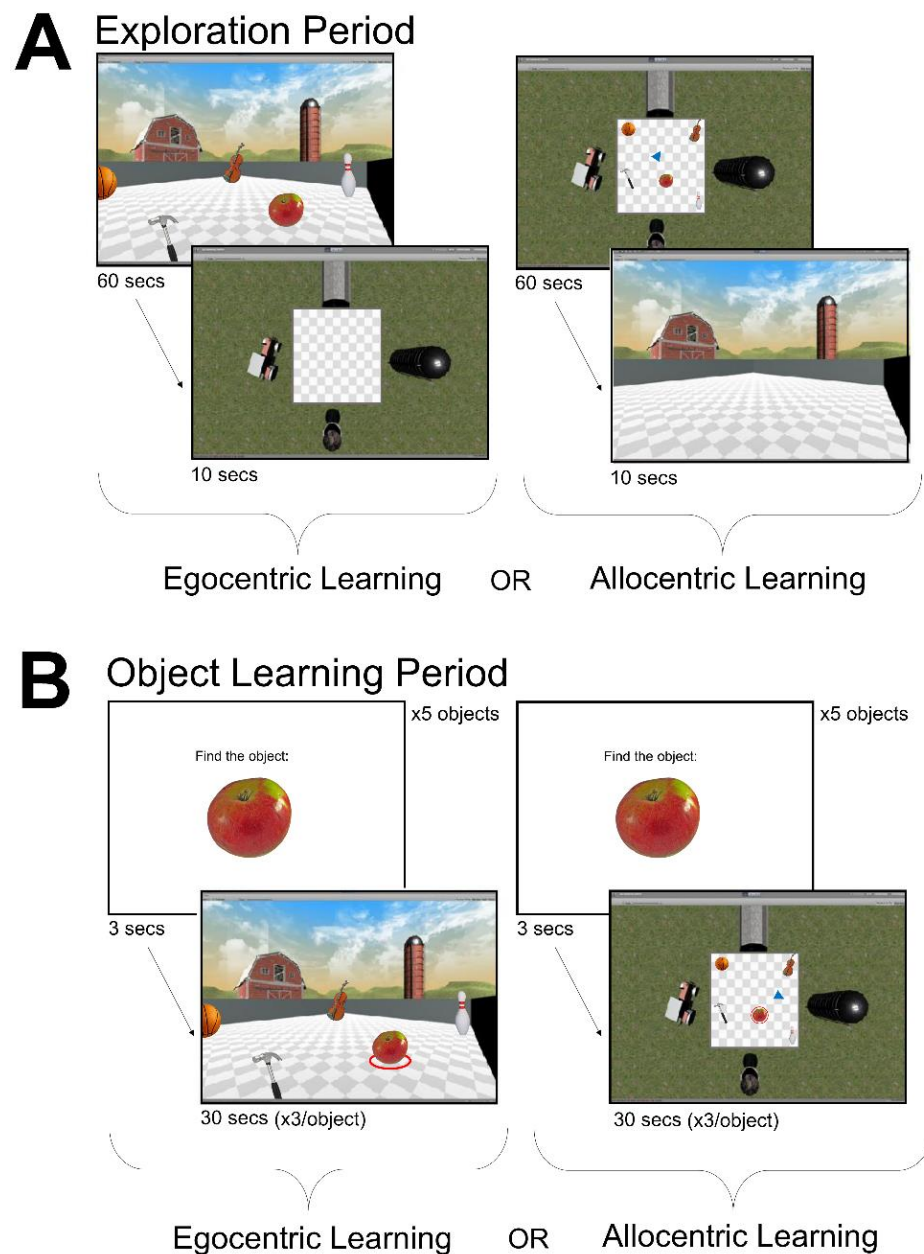 A Exploration Period
60 secs
60 secs
10 secs
10 secs
Egocentric Learning OR Allocentric Learning
B Object Learning Period
x5 objects
x5 objects
Find the object:
Find the object:
3 secs
3 secs
30 secs (x3/object)
30 secs (x3/object)
Egocentric Learning OR Allocentric Learning